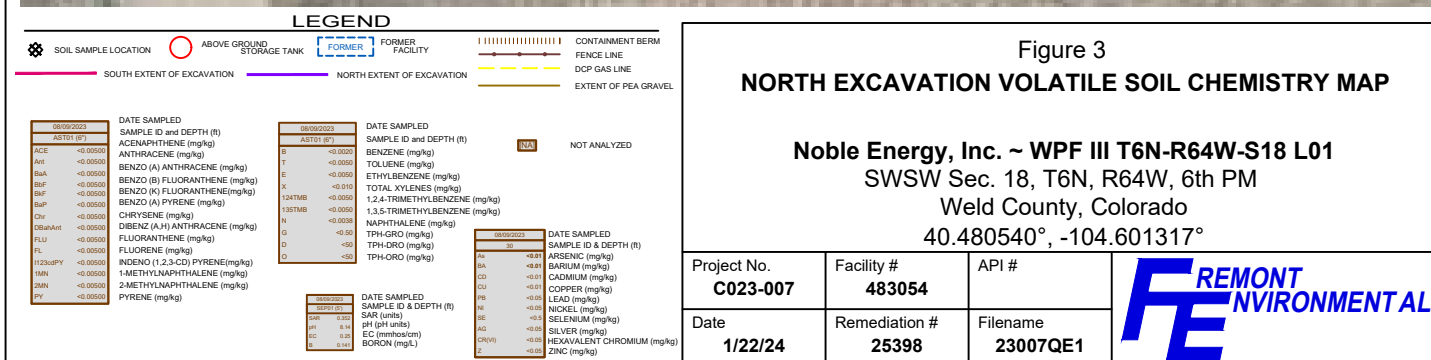 LEGEND
SOIL SAMPLE LOCATION
ABOVE GROUND
STORAGE TANK
FORMER
FORMER
FACILITY
CONTAINMENT BERM
FENCE LINE
DCP GAS LINE
EXTENT OF PEA GRAVEL
SOUTH EXTENT OF EXCAVATION
NORTH EXTENT OF EXCAVATION
08/09/2023
AST01 (6")
ACE <0.00500
Ant <0.00500
BaA <0.00500
BbF <0.00500
BkF <0.00500
BaP <0.00500
Chr <0.00500
DBahAnt <0.00500
FLU <0.00500
FL <0.00500
I123cdPY <0.00500
1MN <0.00500
2MN <0.00500
PY <0.00500
DATE SAMPLED
SAMPLE ID and DEPTH (ft)
ACENAPHTHENE (mg/kg)
ANTHRACENE (mg/kg)
BENZO (A) ANTHRACENE (mg/kg)
BENZO (B) FLUORANTHENE (mg/kg)
BENZO (K) FLUORANTHENE(mg/kg)
BENZO (A) PYRENE (mg/kg)
CHRYSENE (mg/kg)
DIBENZ (A,H) ANTHRACENE (mg/kg)
FLUORANTHENE (mg/kg)
FLUORENE (mg/kg)
INDENO (1,2,3-CD) PYRENE(mg/kg)
1-METHYLNAPHTHALENE (mg/kg)
2-METHYLNAPHTHALENE (mg/kg)
PYRENE (mg/kg)
08/09/2023
AST01 (6")
B <0.0020
T <0.0050
E <0.0050
X <0.010
124TMB <0.0050
135TMB <0.0050
N <0.0038
G <0.50
D <50
O <50
DATE SAMPLED
SAMPLE ID and DEPTH (ft)
BENZENE (mg/kg)
TOLUENE (mg/kg)
ETHYLBENZENE (mg/kg)
TOTAL XYLENES (mg/kg)
1,2,4-TRIMETHYLBENZENE (mg/kg)
1,3,5-TRIMETHYLBENZENE (mg/kg)
NAPHTHALENE (mg/kg)
TPH-GRO (mg/kg)
TPH-DRO (mg/kg)
TPH-ORO (mg/kg)
NA
NOT ANALYZED
08/09/2023
SEP01 (5')
SAR 0.352
pH 8.14
EC 0.25
B 0.141
DATE SAMPLED
SAMPLE ID & DEPTH (ft)
SAR (units)
pH (pH units)
EC (mmhos/cm)
BORON (mg/L)
08/09/2023
30
As <0.01
BA <0.01
CD <0.01
CU <0.01
PB <0.05
NI <0.05
SE <0.5
AG <0.05
CR(VI) <0.05
Z <0.05
DATE SAMPLED
SAMPLE ID & DEPTH (ft)
ARSENIC (mg/kg)
BARIUM (mg/kg)
CADMIUM (mg/kg)
COPPER (mg/kg)
LEAD (mg/kg)
NICKEL (mg/kg)
SELENIUM (mg/kg)
SILVER (mg/kg)
HEXAVALENT CHROMIUM (mg/kg)
ZINC (mg/kg)
Figure 3
NORTH EXCAVATION VOLATILE SOIL CHEMISTRY MAP
Noble Energy, Inc. ~ WPF III T6N-R64W-S18 L01
SWSW Sec. 18, T6N, R64W, 6th PM
Weld County, Colorado
40.480540°, -104.601317°
Project No.
C023-007
Facility #
483054
API #
Date
1/22/24
Remediation #
25398
Filename
23007QE1
FREMONT
ENVIRONMENTAL